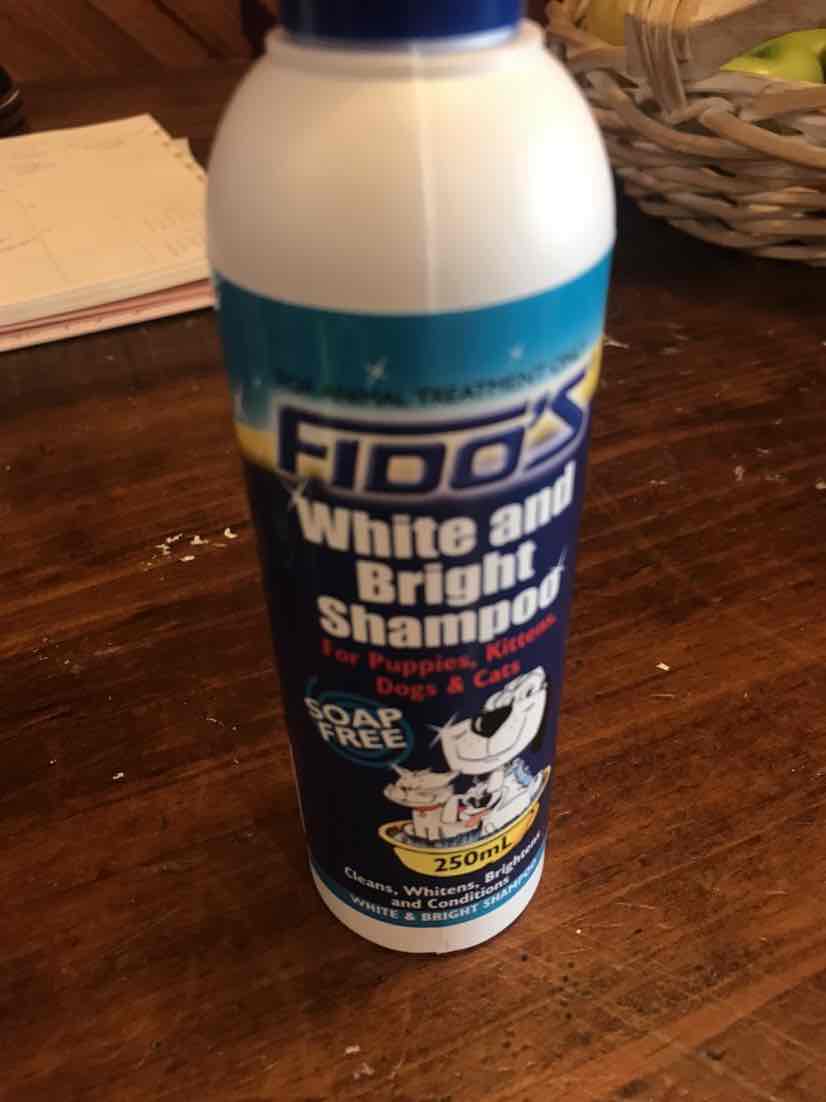 FOR ANIMAL TREATMENT ONLY
FIDO'S
White and
Bright
Shampoo
For Puppies, Kittens,
Dogs & Cats
SOAP
FREE
250mL
Cleans, Whitens, Brightens
and Conditions
WHITE & BRIGHT SHAMPOO